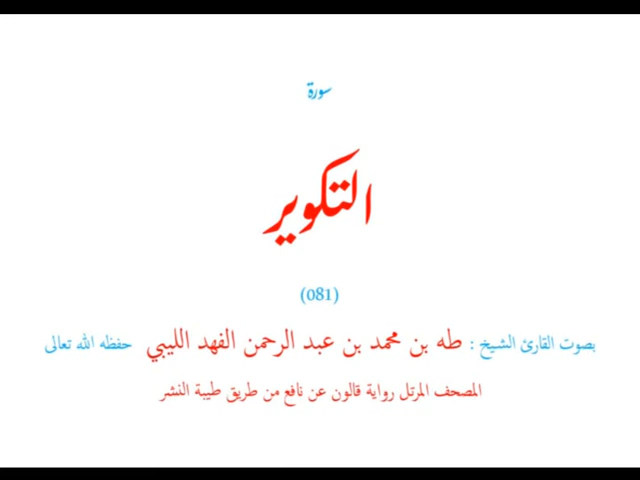 سورة
التكوير
(081)
بصوت القارئ الشيخ : طه بن محمد بن عبد الرحمن الفهد الليبي حفظه الله تعالى
المصحف المرتل رواية قالون عن نافع من طريق طيبة النشر